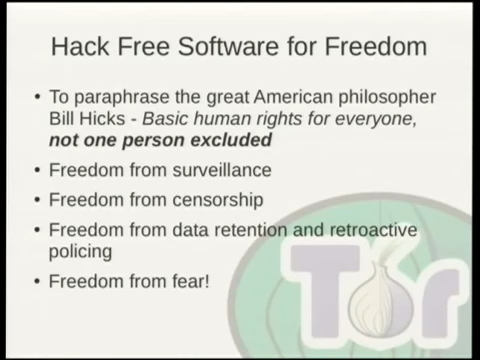 Hack Free Software for Freedom
• To paraphrase the great American philosopher
Bill Hicks - Basic human rights for everyone,
not one person excluded
• Freedom from surveillance
• Freedom from censorship
• Freedom from data retention and retroactive
policing
• Freedom from fear!
Tor